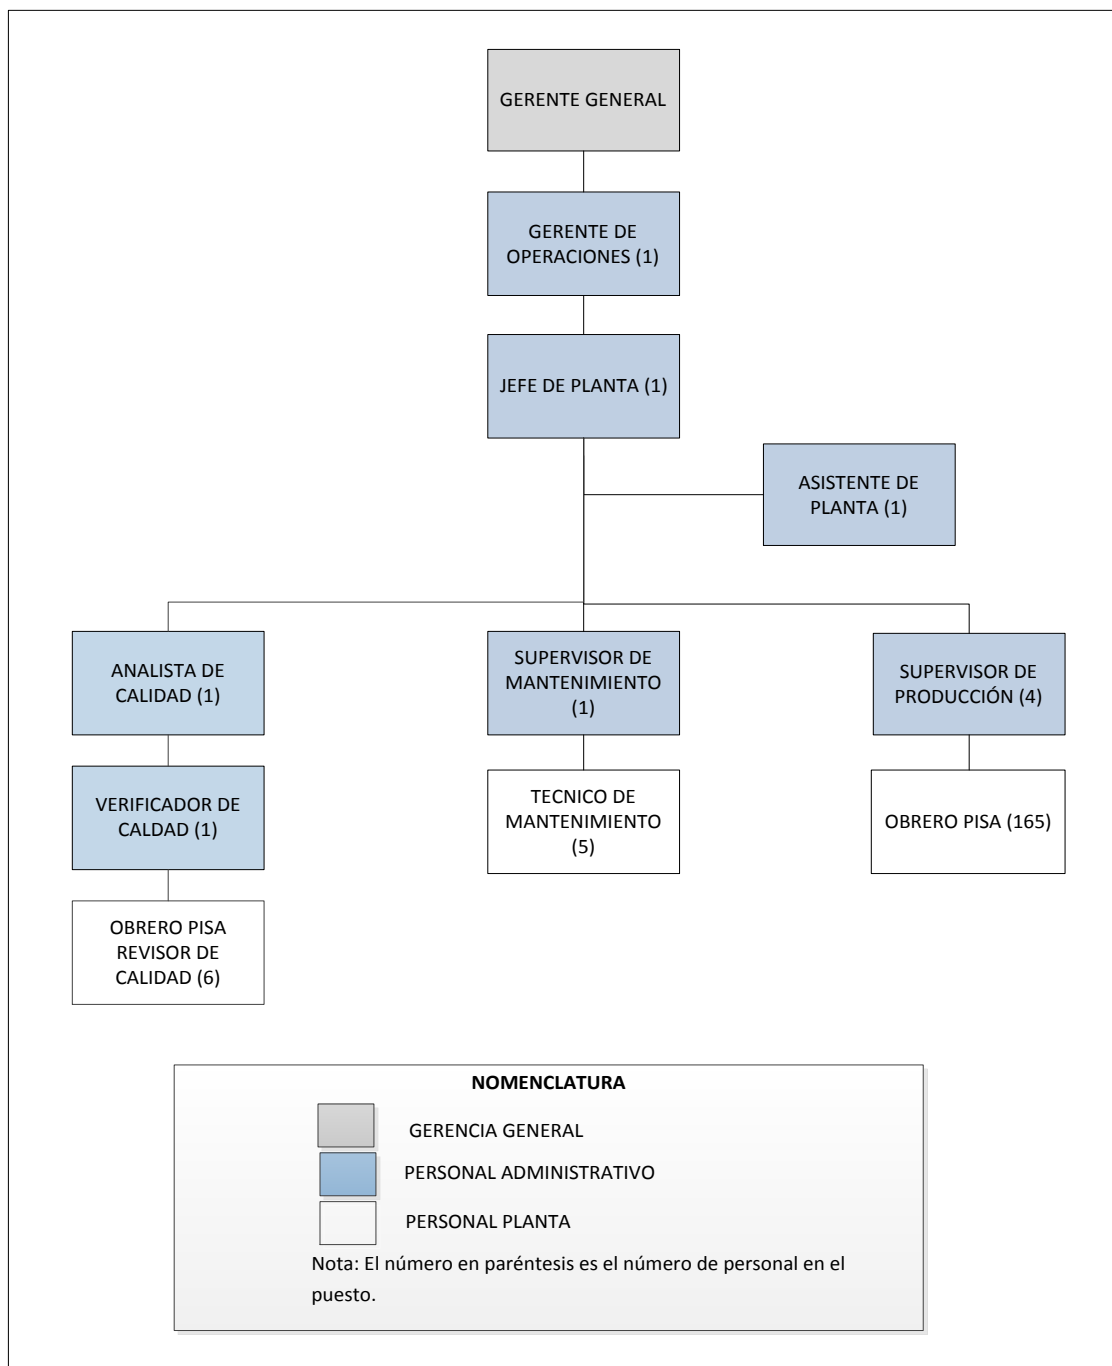 GERENTE GENERAL
GERENTE DE
OPERACIONES (1)
JEFE DE PLANTA (1)
ASISTENTE DE
PLANTA (1)
ANALISTA DE
CALIDAD (1)
SUPERVISOR DE
MANTENIMIENTO
(1)
SUPERVISOR DE
PRODUCCIÓN (4)
VERIFICADOR DE
CALDAD (1)
TECNICO DE
MANTENIMIENTO
(5)
OBRERO PISA (165)
OBRERO PISA
REVISOR DE
CALIDAD (6)
NOMENCLATURA
GERENCIA GENERAL
PERSONAL ADMINISTRATIVO
PERSONAL PLANTA
Nota: El número en paréntesis es el número de personal en el
puesto.